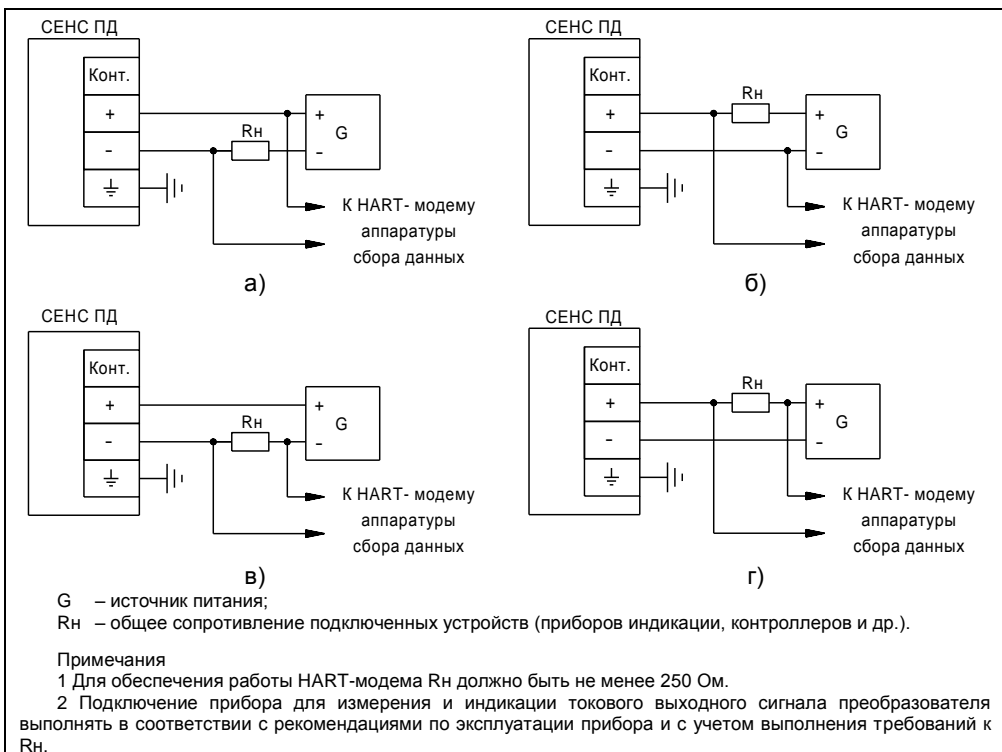 СЕНС ПД
Конт.
+
-
Rн
+
G
-
К HART- модему
аппаратуры
сбора данных
а)
СЕНС ПД
Конт.
+
-
Rн
+
G
-
К HART- модему
аппаратуры
сбора данных
б)
СЕНС ПД
Конт.
+
-
Rн
+
G
-
К HART- модему
аппаратуры
сбора данных
в)
СЕНС ПД
Конт.
+
-
Rн
+
G
-
К HART- модему
аппаратуры
сбора данных
г)
G – источник питания;
Rн – общее сопротивление подключенных устройств (приборов индикации, контроллеров и др.).
Примечания
1 Для обеспечения работы HART-модема Rн должно быть не менее 250 Ом.
2 Подключение прибора для измерения и индикации токового выходного сигнала преобразователя
выполнять в соответствии с рекомендациями по эксплуатации прибора и с учетом выполнения требований к
Rн.